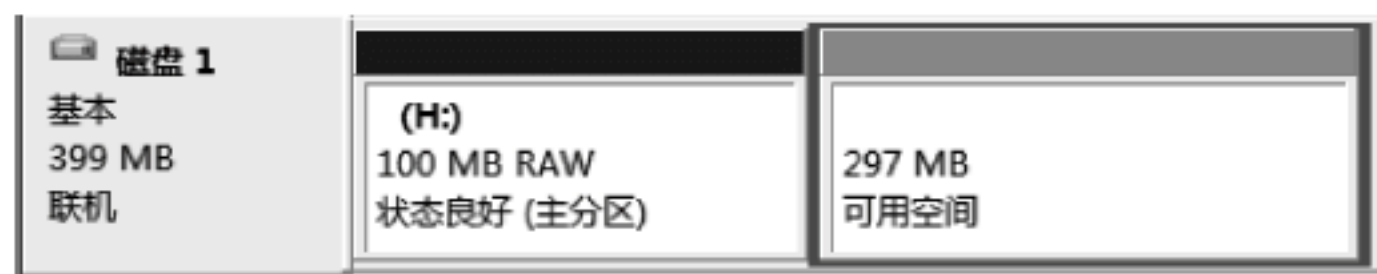 磁盘 1
基本
399 MB
联机
(H:)
100 MB RAW
状态良好 (主分区)
297 MB
可用空间